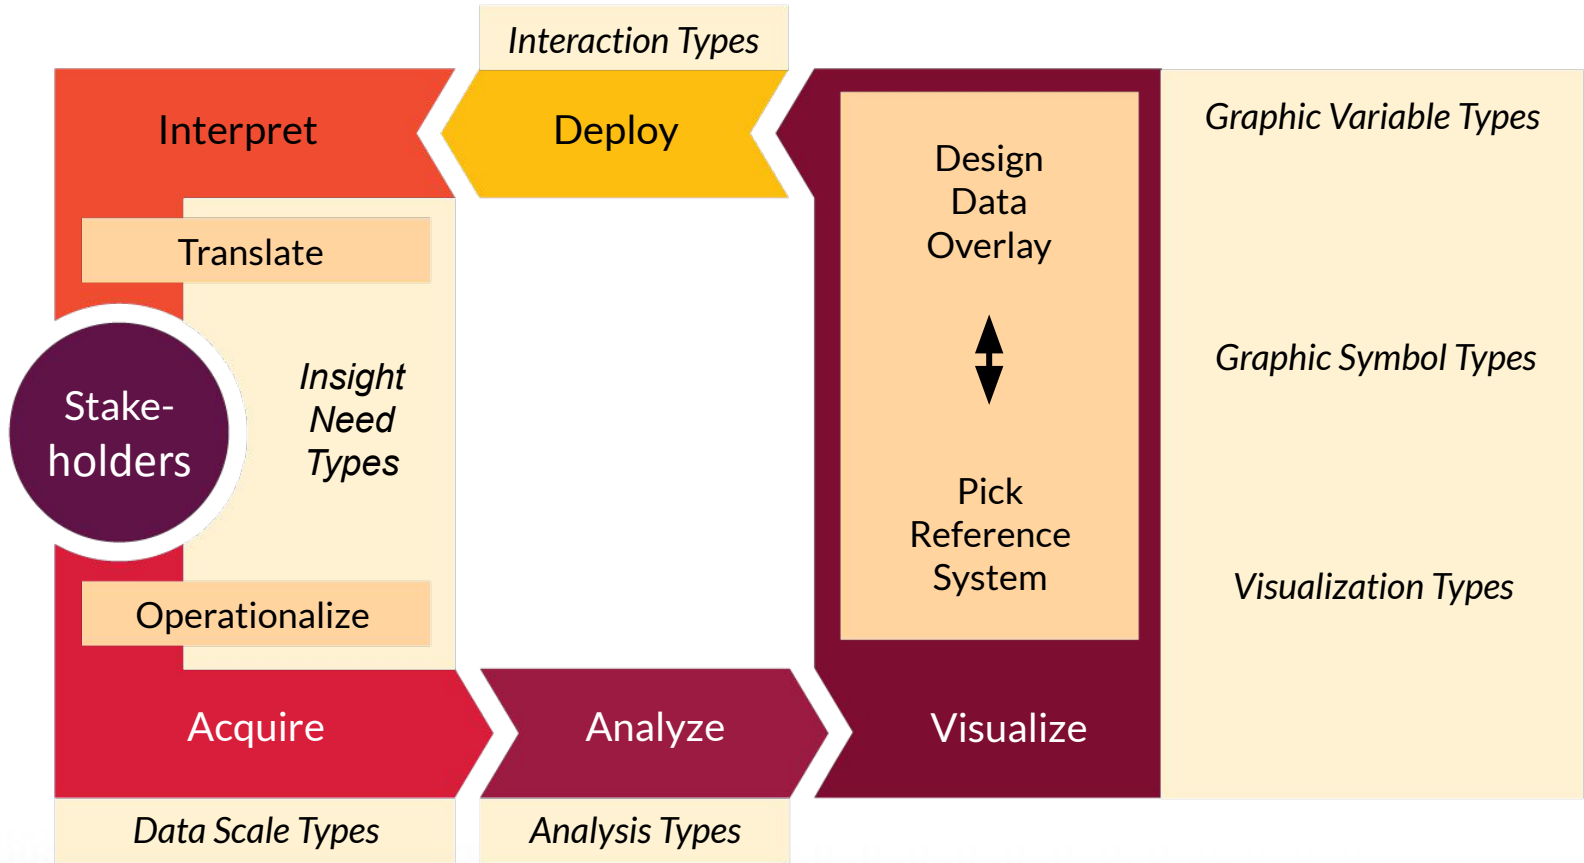 Interaction Types
Interpret
Deploy
Graphic Variable Types
Design
Data
Overlay
Translate
Graphic Symbol Types
Insight
Need
Types
Stake-
holders
Pick
Reference
System
Visualization Types
Operationalize
Acquire
Analyze
Visualize
Data Scale Types
Analysis Types